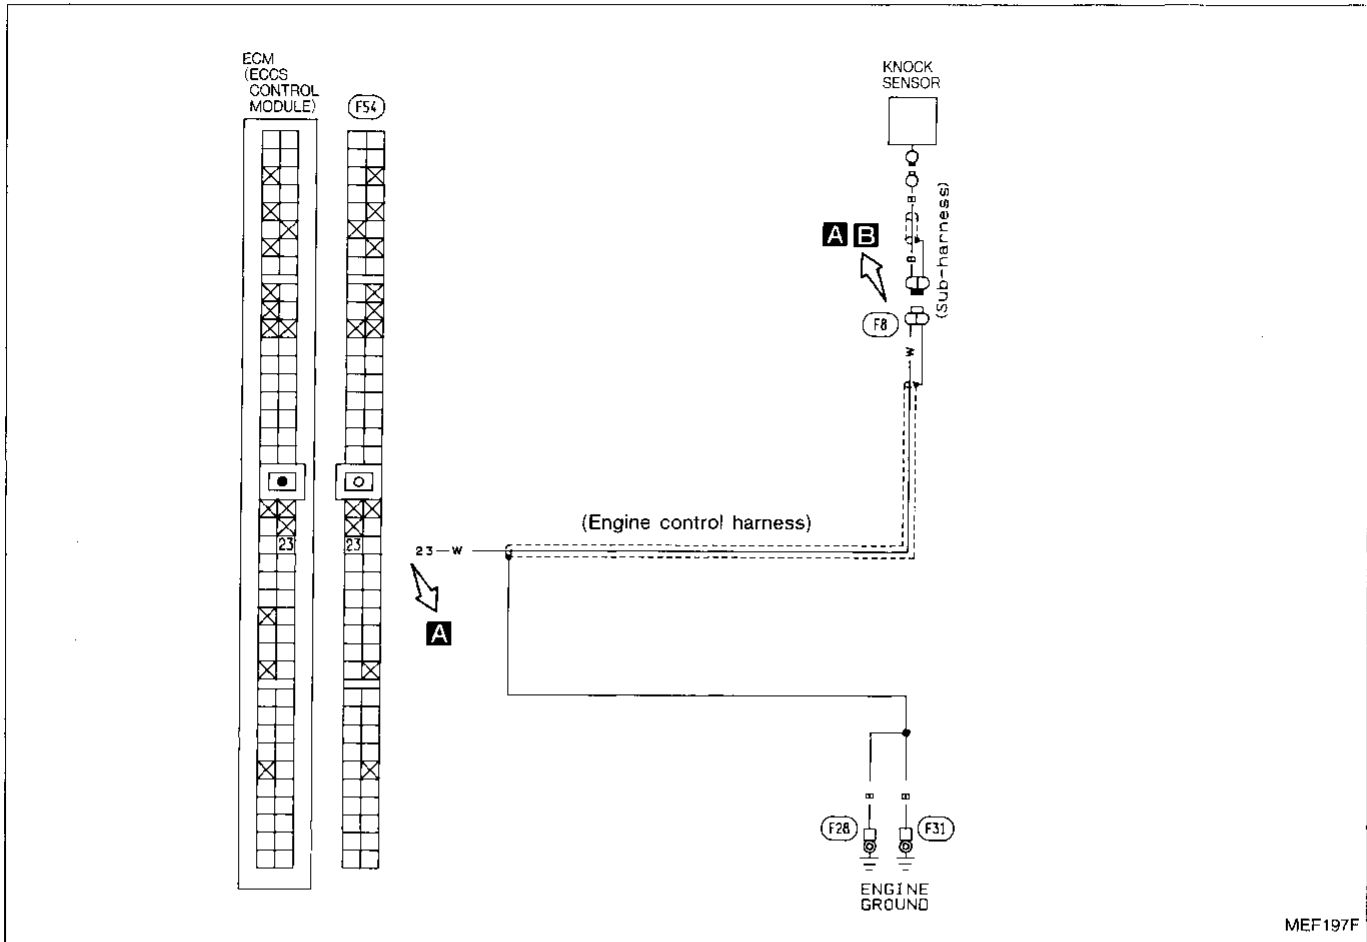 ECM
(ECCS
CONTROL
MODULE)
F54
KNOCK
SENSOR
B
(Sub-harness)
A B
B
F8
W
(Engine control harness)
23
23
23-W
A
B
B
F28
F31
ENGINE
GROUND
MEF197F